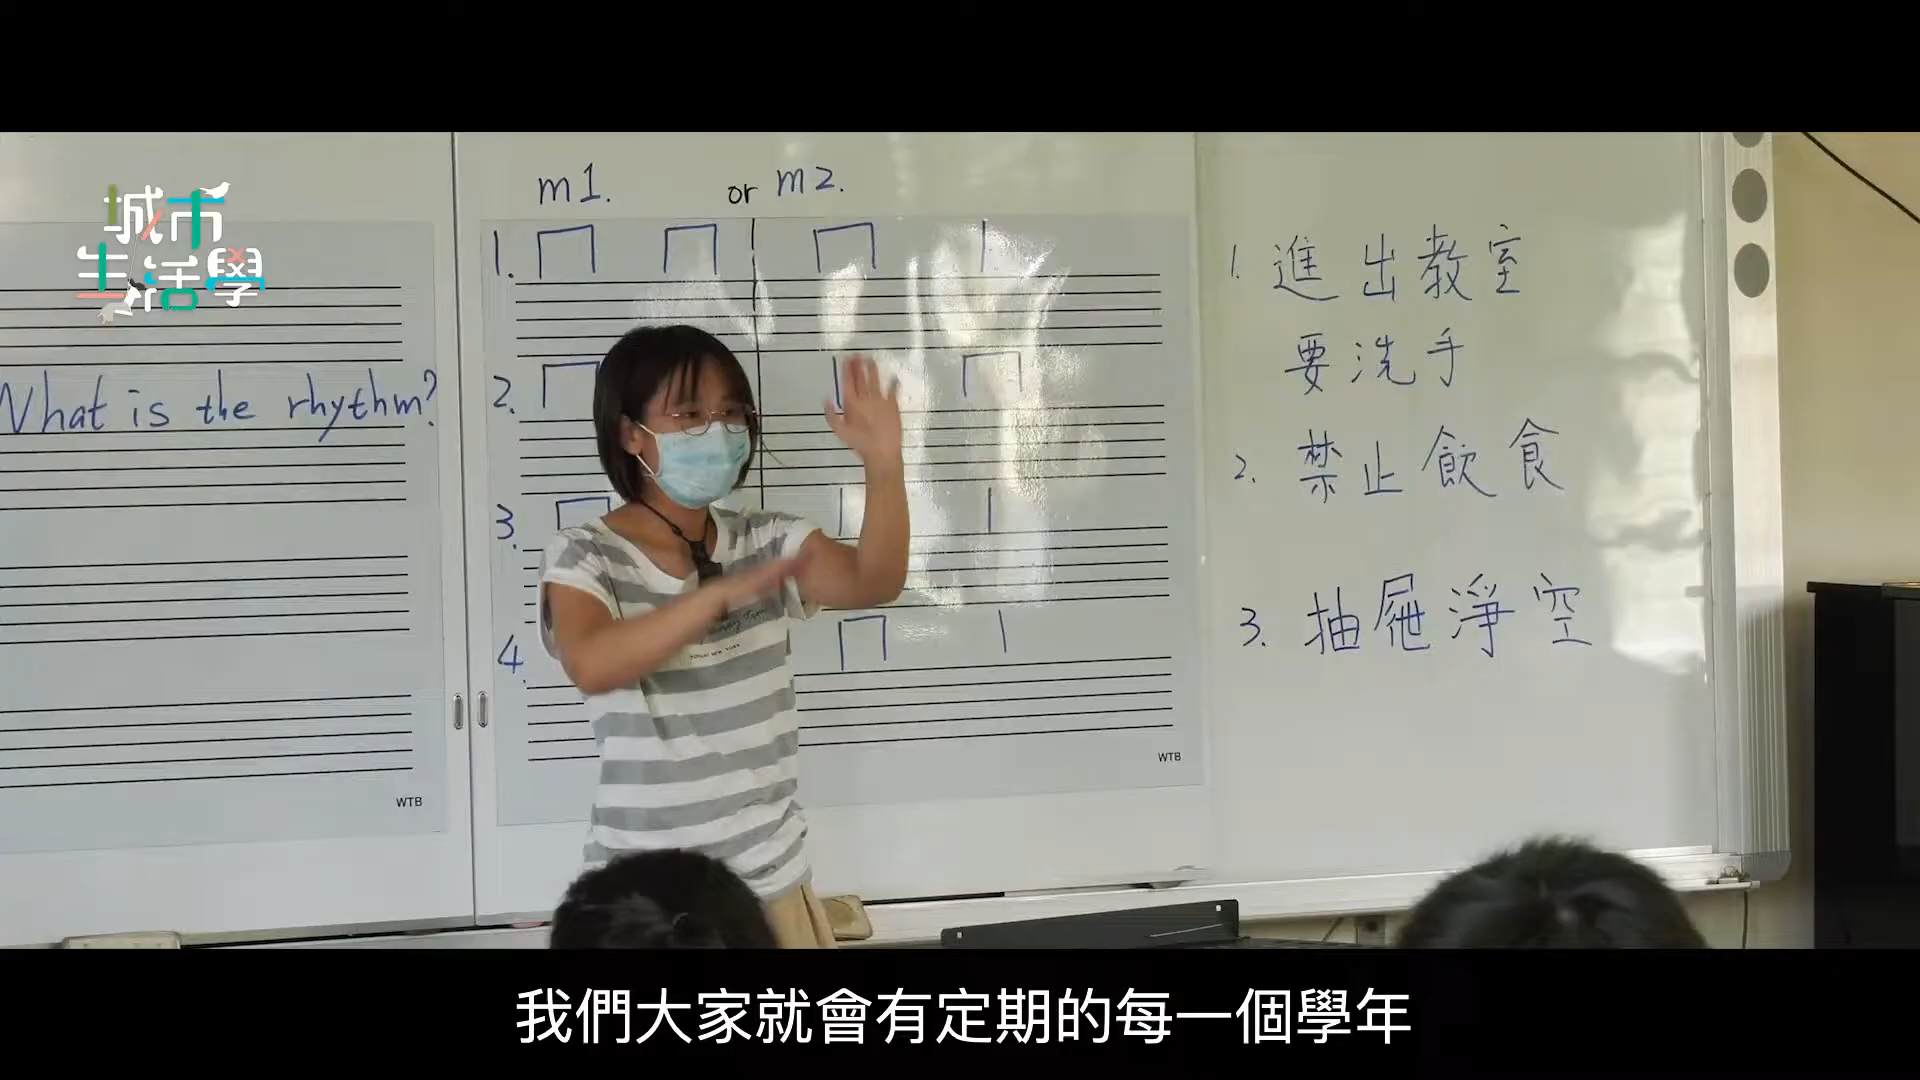 城市
生活學
What is the rhythm?
m1.
or m2.
1.
2.
3.
4.
WTB
WTB
1. 進出教室
要洗手
2. 禁止飲食
3. 抽屜淨空
我們大家就會有定期的每一個學年